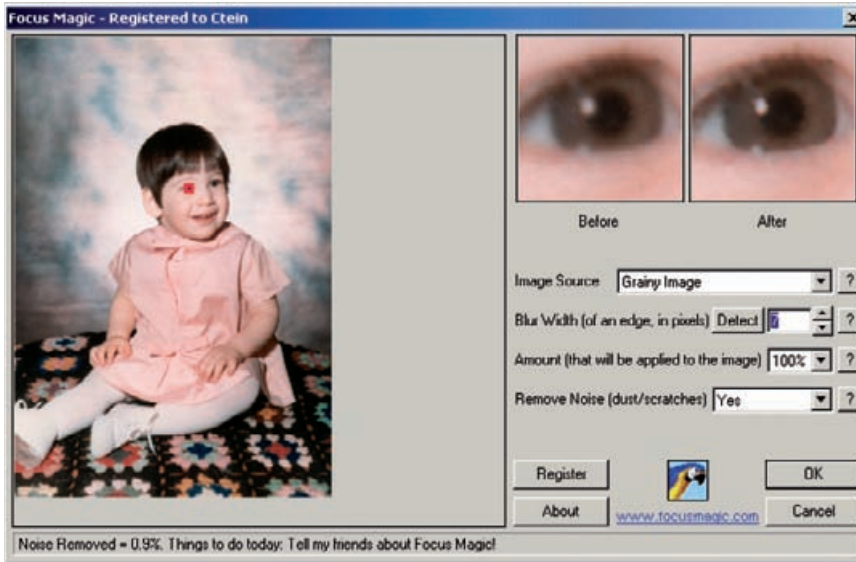 Focus Magic - Registered to Ctein
Before After
Image Source Grainy Image ?
Blur Width (of an edge, in pixels) Detect 7 ?
Amount (that will be applied to the image) 100% ?
Remove Noise (dust/scratches) Yes ?
Register OK
About www.focusmagic.com Cancel
Noise Removed = 0.9%. Things to do today: Tell my friends about Focus Magic!